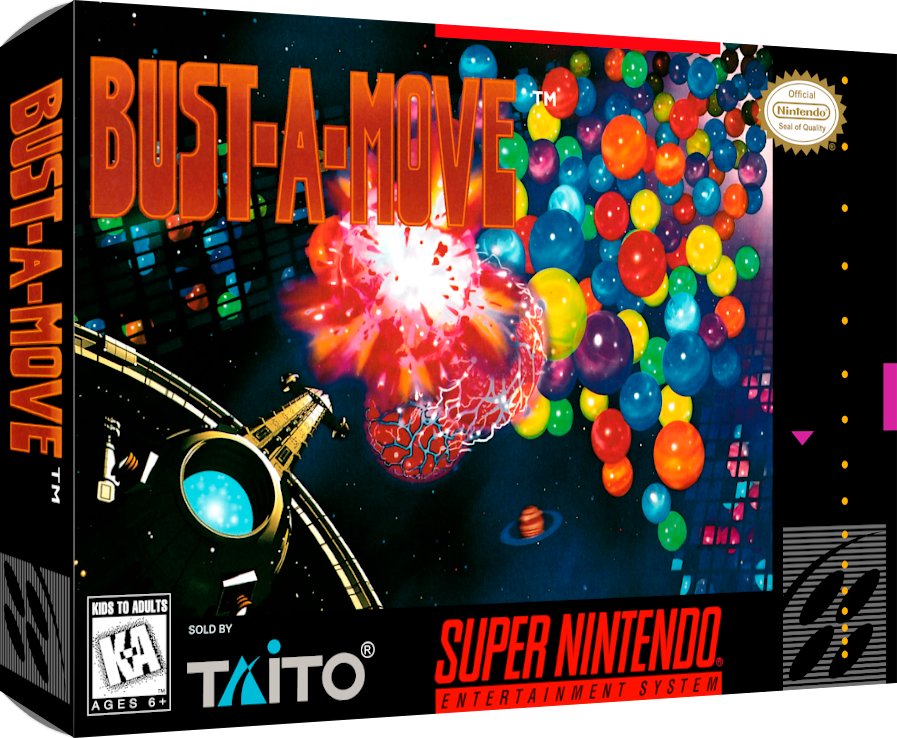 BUST-A-MOVE™
BUST-A-MOVE™
Official
Nintendo
Seal of Quality
®
KIDS TO ADULTS
K-A
™
AGES 6+
SOLD BY
TAITO®
SUPER NINTENDO®
ENTERTAINMENT SYSTEM